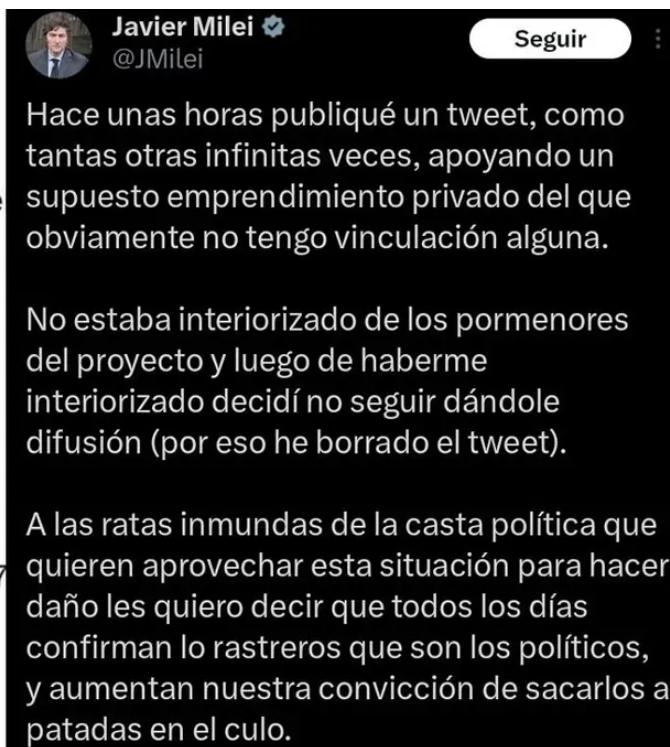 Javier Milei
@JMilei
Seguir
Hace unas horas publiqué un tweet, como
tantas otras infinitas veces, apoyando un
supuesto emprendimiento privado del que
obviamente no tengo vinculación alguna.
No estaba interiorizado de los pormenores
del proyecto y luego de haberme
interiorizado decidí no seguir dándole
difusión (por eso he borrado el tweet).
A las ratas inmundas de la casta política que
quieren aprovechar esta situación para hacer
daño les quiero decir que todos los días
confirman lo rastreros que son los políticos,
y aumentan nuestra convicción de sacarlos a
patadas en el culo.